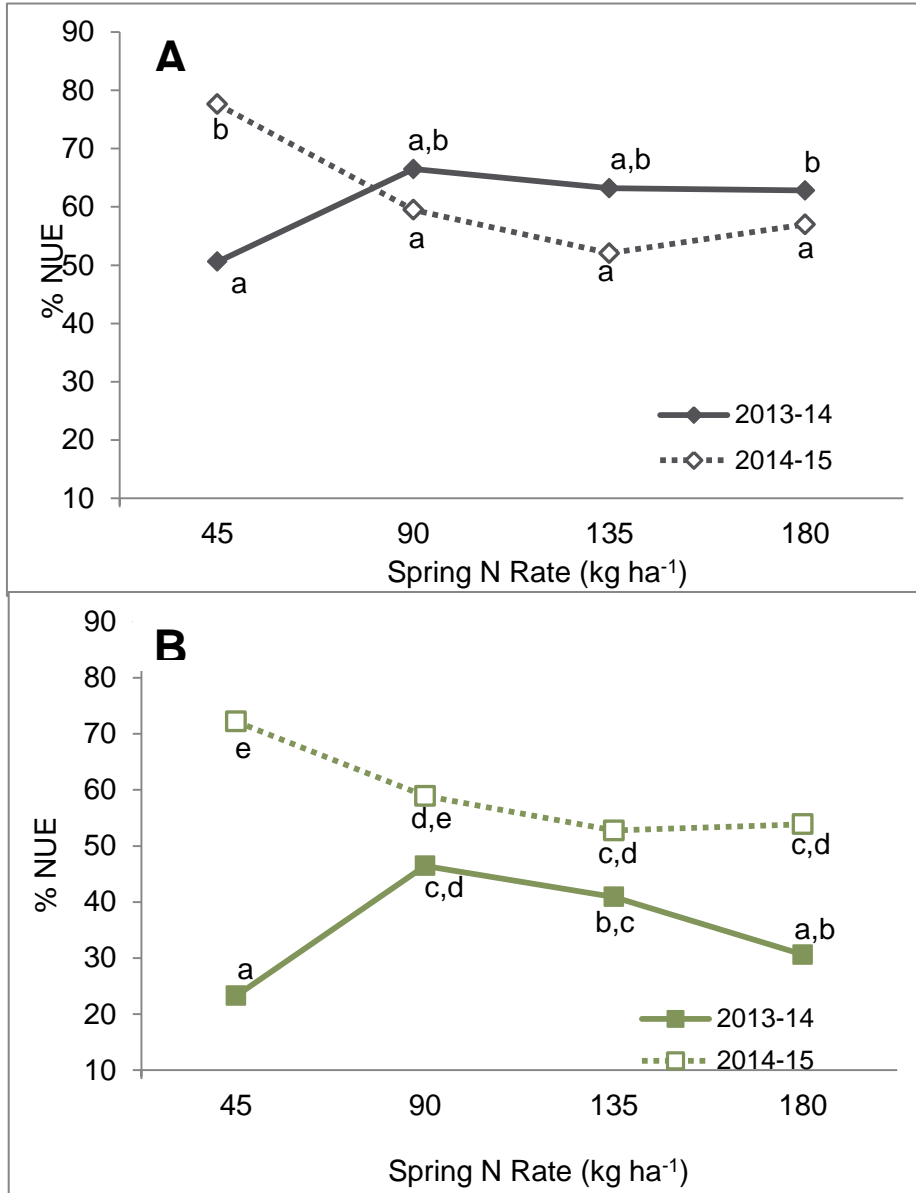 90
A
80
b
a,b
a,b
b
70
60
a
a
50
a
a
% NUE
40
30
2013-14
20
2014-15
10
45 90 135 180
Spring N Rate (kg ha⁻¹)
90
B
80
70
e
60
d,e
c,d
c,d
50
c,d
% NUE
40
b,c
a,b
30
a
20
2013-14
2014-15
10
45 90 135 180
Spring N Rate (kg ha⁻¹)